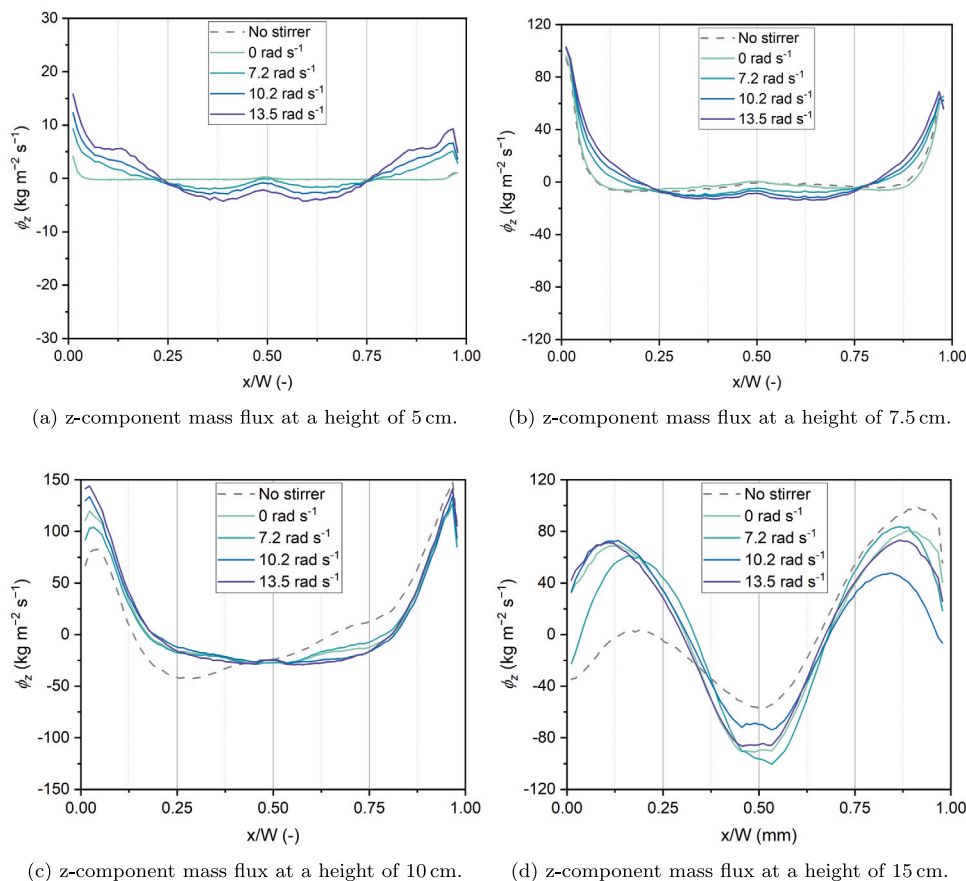 30
20
10
0
-10
-20
-30
ϕz (kg m⁻² s⁻¹)
No stirrer
0 rad s⁻¹
7.2 rad s⁻¹
10.2 rad s⁻¹
13.5 rad s⁻¹
0.00 0.25 0.50 0.75 1.00
x/W (-)
(a) z-component mass flux at a height of 5 cm.
120
80
40
0
-40
-80
-120
ϕz (kg m⁻² s⁻¹)
No stirrer
0 rad s⁻¹
7.2 rad s⁻¹
10.2 rad s⁻¹
13.5 rad s⁻¹
0.00 0.25 0.50 0.75 1.00
x/W (-)
(b) z-component mass flux at a height of 7.5 cm.
150
100
50
0
-50
-100
-150
ϕz (kg m⁻² s⁻¹)
No stirrer
0 rad s⁻¹
7.2 rad s⁻¹
10.2 rad s⁻¹
13.5 rad s⁻¹
0.00 0.25 0.50 0.75 1.00
x/W (-)
(c) z-component mass flux at a height of 10 cm.
120
80
40
0
-40
-80
-120
ϕz (kg m⁻² s⁻¹)
No stirrer
0 rad s⁻¹
7.2 rad s⁻¹
10.2 rad s⁻¹
13.5 rad s⁻¹
0.00 0.25 0.50 0.75 1.00
x/W (mm)
(d) z-component mass flux at a height of 15 cm.